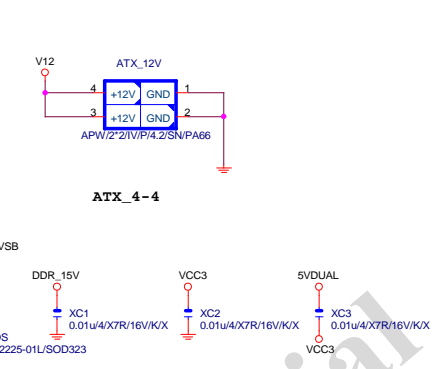 V12 ATX_12V
4 +12V GND 1
3 +12V GND 2
APW/2*2/IV/P/4.2/SN/PA66
ATX_4-4
/SB
DDR_15V VCC3 5VDUAL
XC1 XC2 XC3
0.01u/4/X7R/16V/K/X 0.01u/4/X7R/16V/K/X 0.01u/4/X7R/16V/K/X
2225-01L/SOD323
VCC3